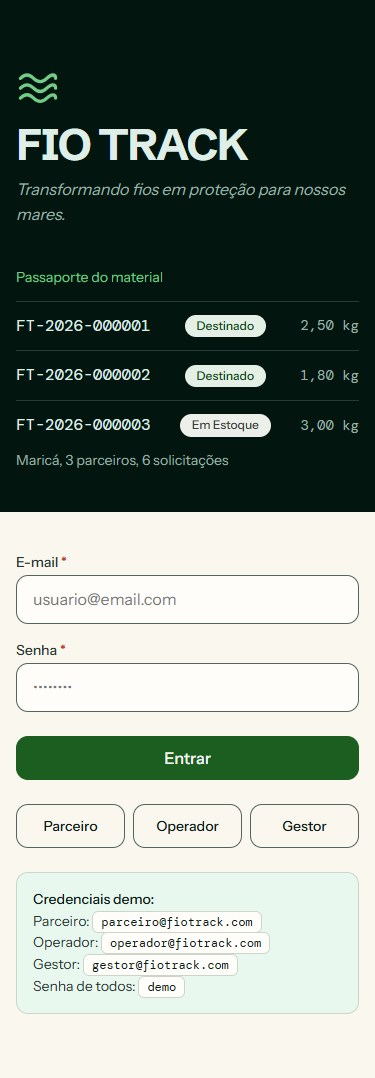 FIO TRACK
Transformando fios em proteção para nossos
mares.
Passaporte do material
FT-2026-000001 Destinado 2,50 kg
FT-2026-000002 Destinado 1,80 kg
FT-2026-000003 Em Estoque 3,00 kg
Maricá, 3 parceiros, 6 solicitações
E-mail *
usuario@email.com
Senha *
••••••••
Entrar
Parceiro Operador Gestor
Credenciais demo:
Parceiro: parceiro@fiotrack.com
Operador: operador@fiotrack.com
Gestor: gestor@fiotrack.com
Senha de todos: demo